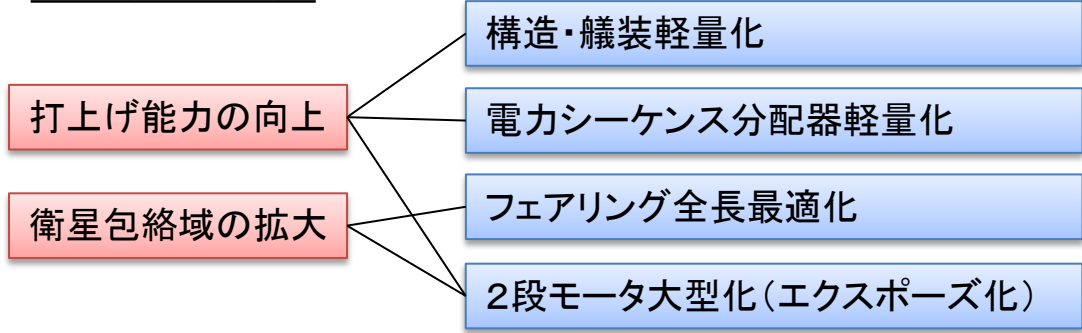 構造・艤装軽量化
打上げ能力の向上
電力シーケンス分配器軽量化
フェアリング全長最適化
衛星包絡域の拡大
２段モータ大型化（エクスポーズ化）